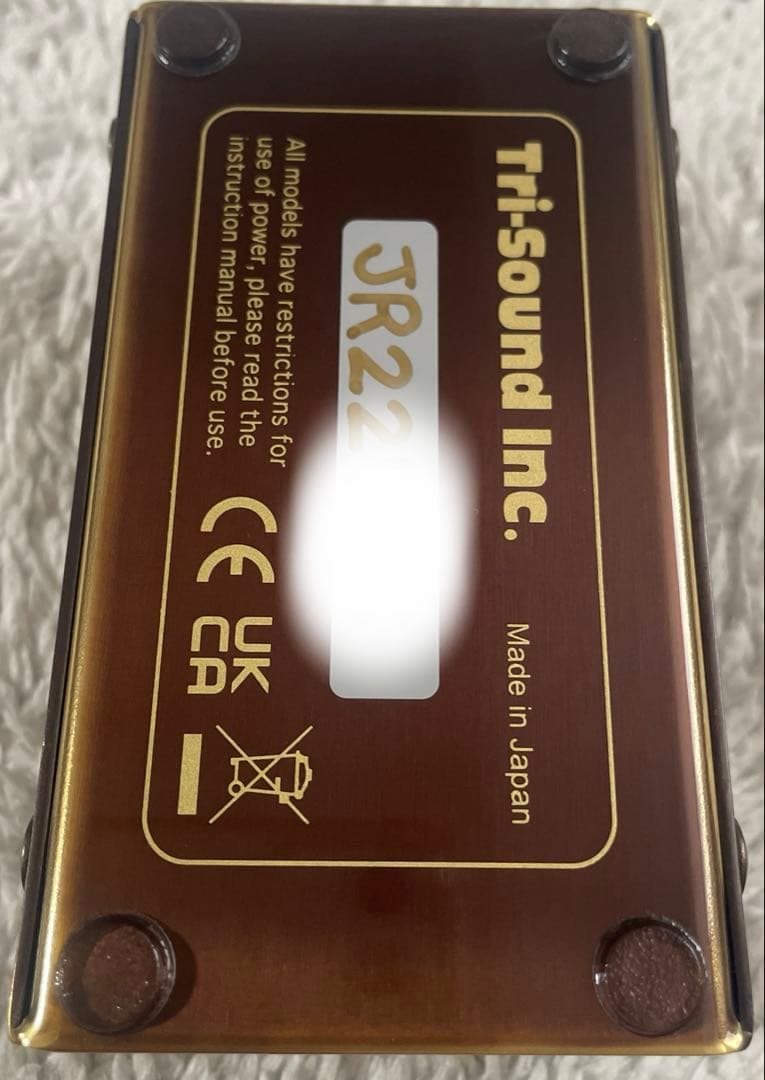 Tri-Sound Inc.
Made in Japan
JR22
All models have restrictions for
use of power, please read the
instruction manual before use.
CE
UK
CA